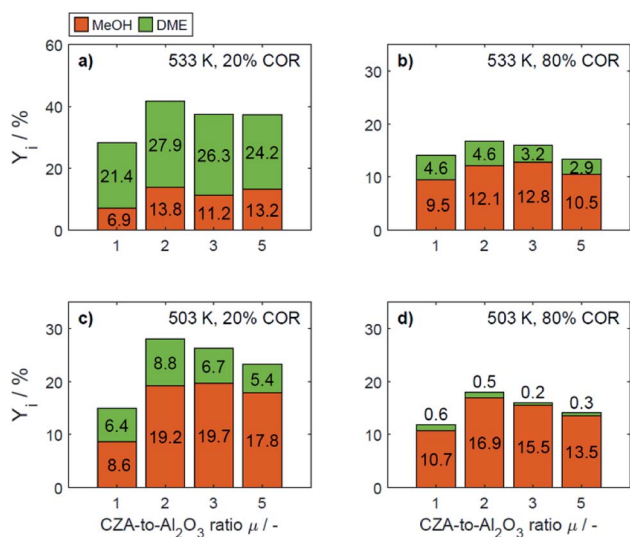 MeOH DME
a) 533 K, 20% COR
60
40
20
0
Y_i / %
21.4 27.9 26.3 24.2
6.9 13.8 11.2 13.2
1 2 3 5
b) 533 K, 80% COR
30
20
10
0
4.6 4.6 3.2 2.9
9.5 12.1 12.8 10.5
1 2 3 5
c) 503 K, 20% COR
30
20
10
0
Y_i / %
6.4 8.8 6.7 5.4
8.6 19.2 19.7 17.8
1 2 3 5
CZA-to-Al₂O₃ ratio μ / -
d) 503 K, 80% COR
30
20
10
0
0.6 0.5 0.2 0.3
10.7 16.9 15.5 13.5
1 2 3 5
CZA-to-Al₂O₃ ratio μ / -